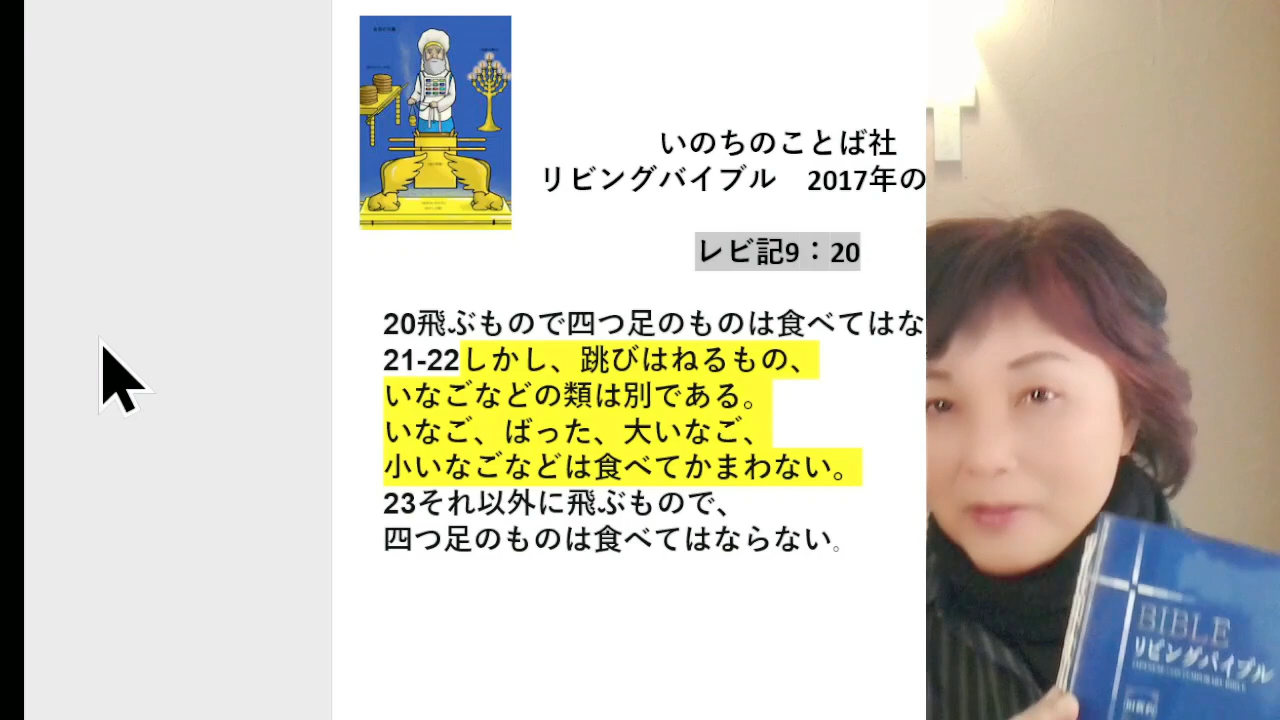 いのちのことば社
リビングバイブル 2017年の
レビ記9：20
20飛ぶもので四つ足のものは食べてはな
21-22しかし、跳びはねるもの、
いなごなどの類は別である。
いなご、ばった、大いなご、
小いなごなどは食べてかまわない。
23それ以外に飛ぶもので、
四つ足のものは食べてはならない。
BIBLE
リビングバイブル